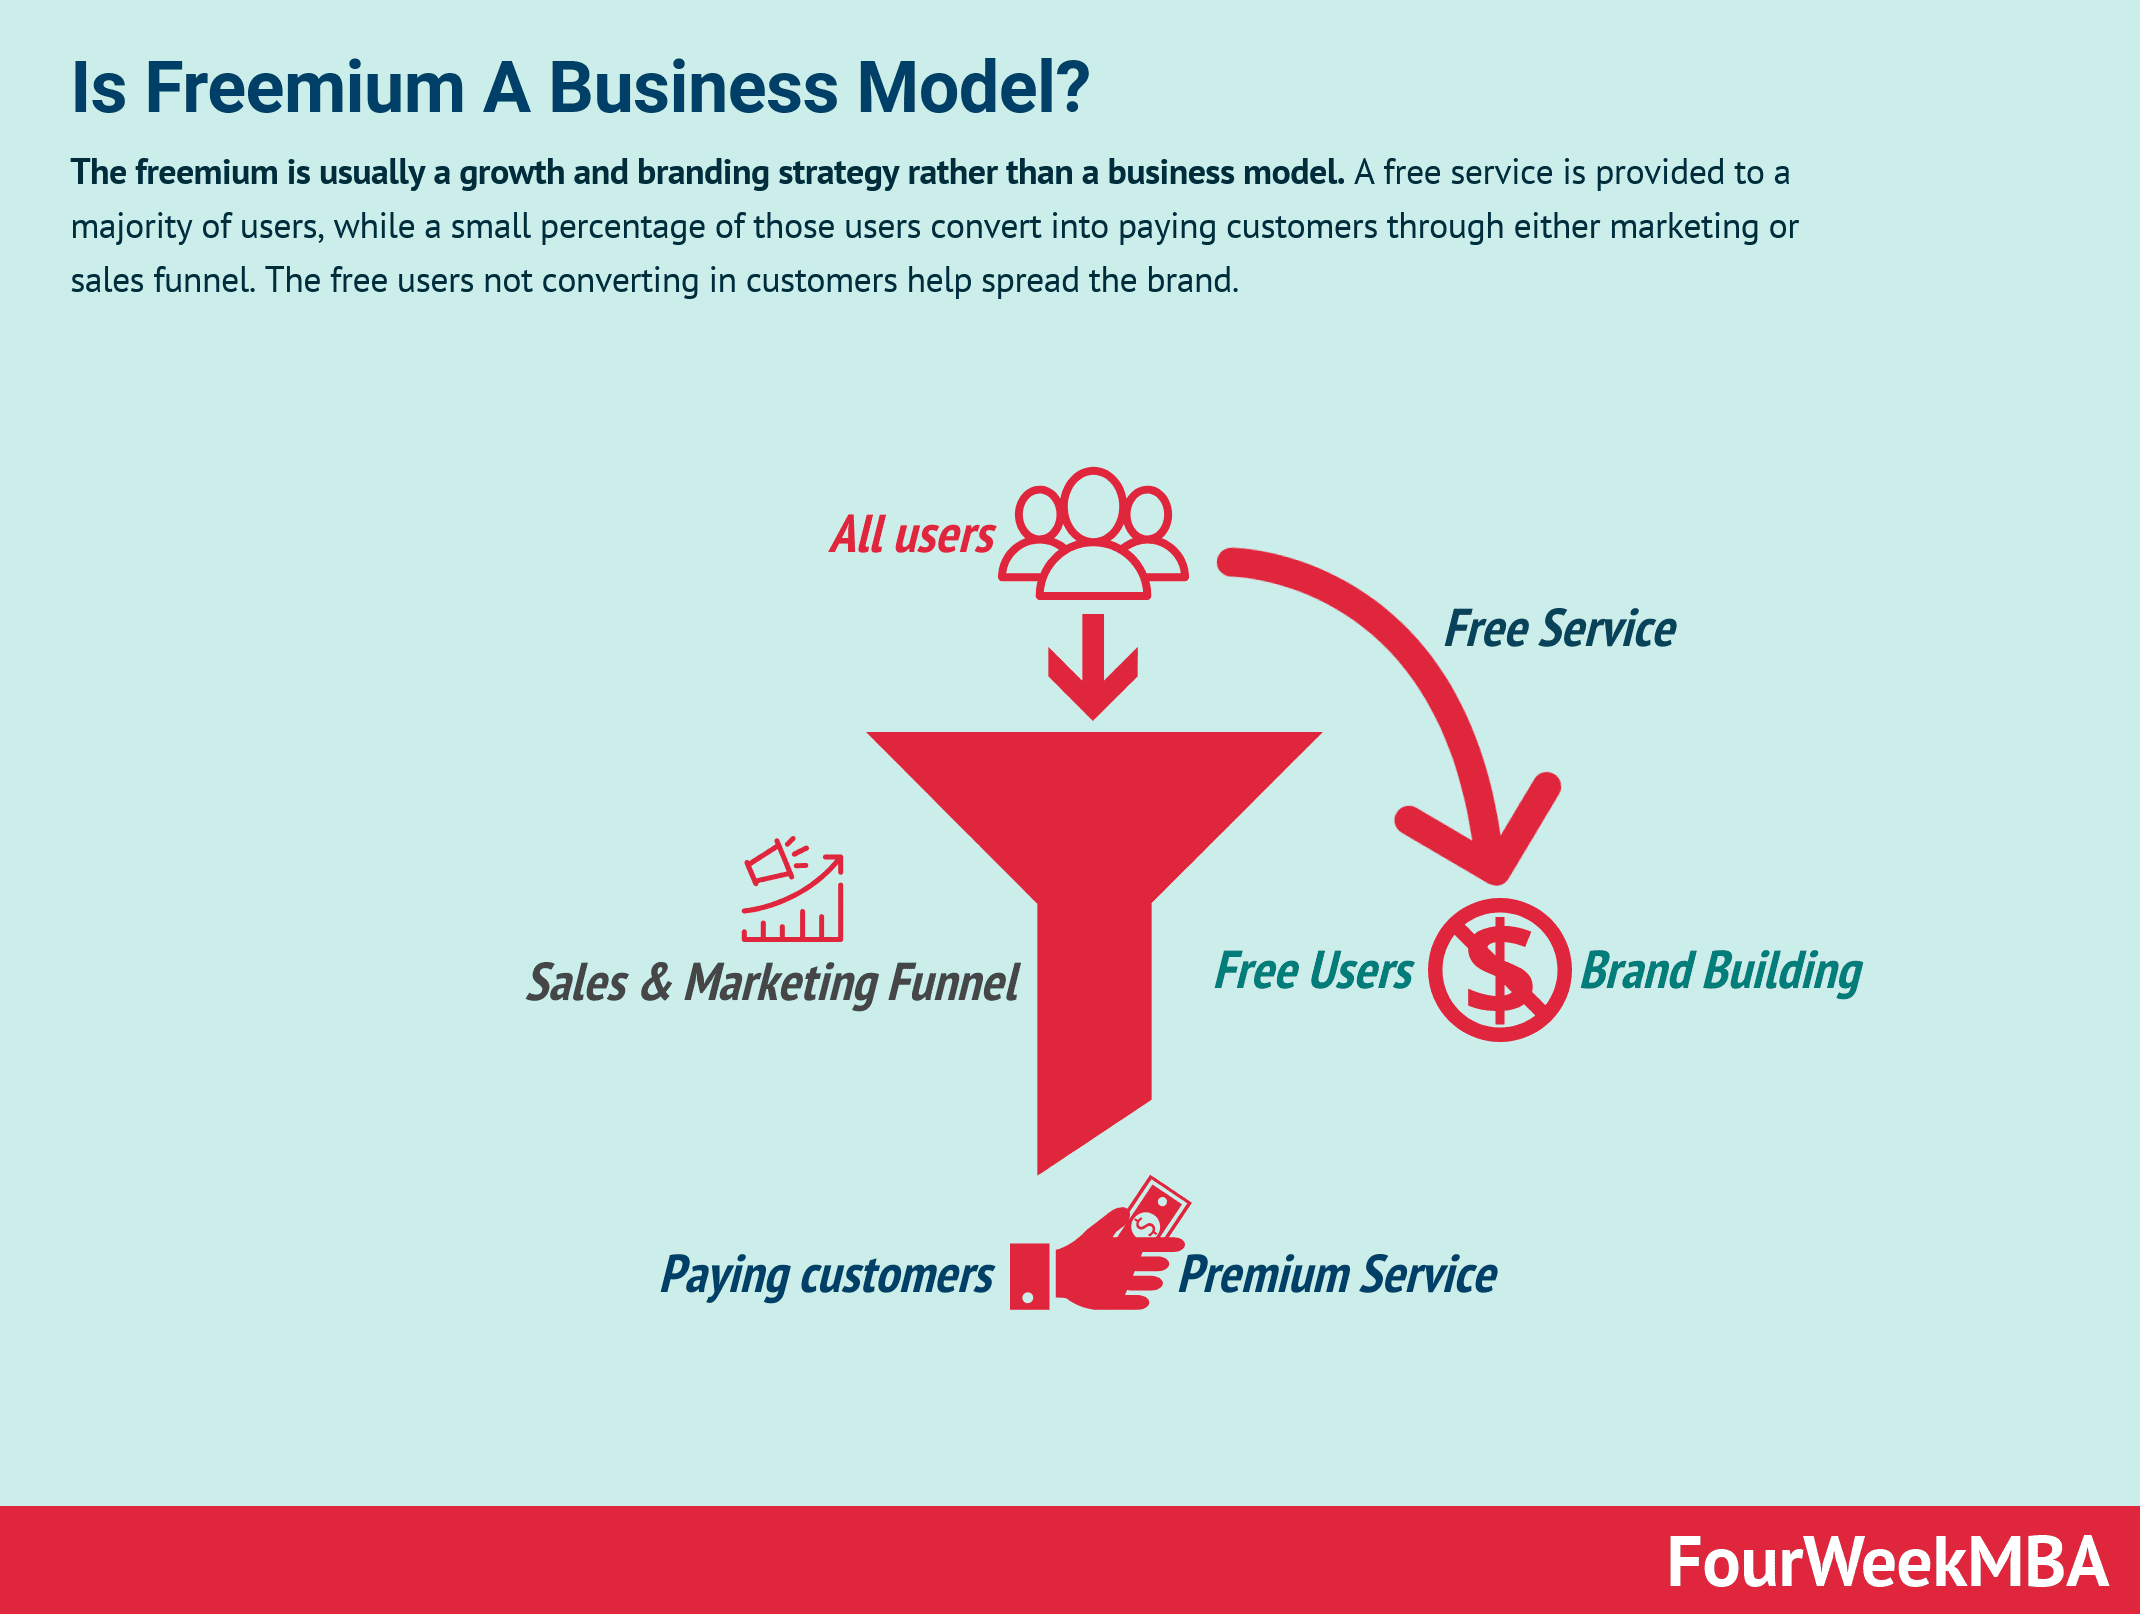 Is Freemium A Business Model?
The freemium is usually a growth and branding strategy rather than a business model. A free service is provided to a
majority of users, while a small percentage of those users convert into paying customers through either marketing or
sales funnel. The free users not converting in customers help spread the brand.
All users
Free Service
Sales & Marketing Funnel
Free Users $ Brand Building
Paying customers $ Premium Service
FourWeekMBA